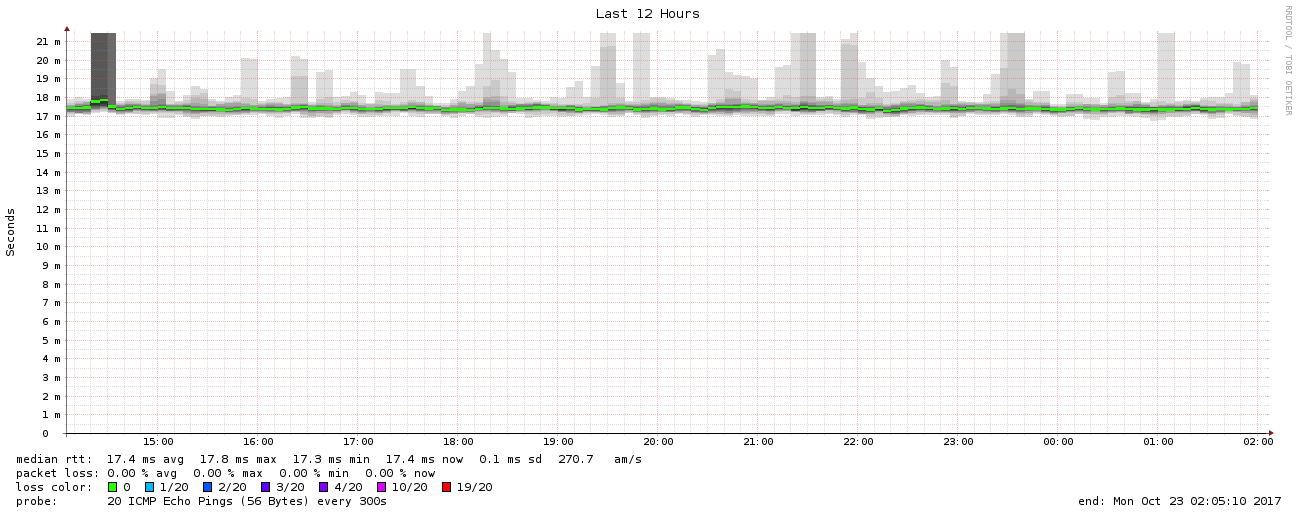 Last 12 Hours
RRDTOOL / TOBI OETIKER
21 m
20 m
19 m
18 m
17 m
16 m
15 m
14 m
13 m
12 m
11 m
10 m
9 m
8 m
7 m
6 m
5 m
4 m
3 m
2 m
1 m
0
Seconds
15:00 16:00 17:00 18:00 19:00 20:00 21:00 22:00 23:00 00:00 01:00 02:00
median rtt: 17.4 ms avg 17.8 ms max 17.3 ms min 17.4 ms now 0.1 ms sd 270.7 am/s
packet loss: 0.00 % avg 0.00 % max 0.00 % min 0.00 % now
loss color: 0 1/20 2/20 3/20 4/20 10/20 19/20
probe: 20 ICMP Echo Pings (56 Bytes) every 300s end: Mon Oct 23 02:05:10 2017